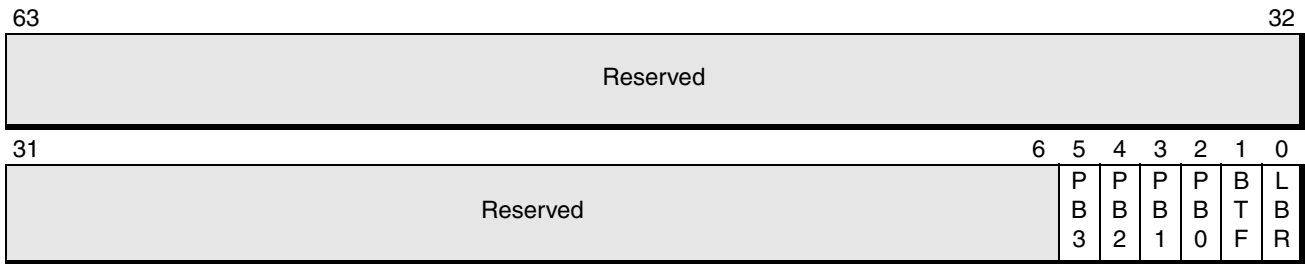 63 32
Reserved
31 6 5 4 3 2 1 0
Reserved
P P P P B L
B B B B T B
3 2 1 0 F R